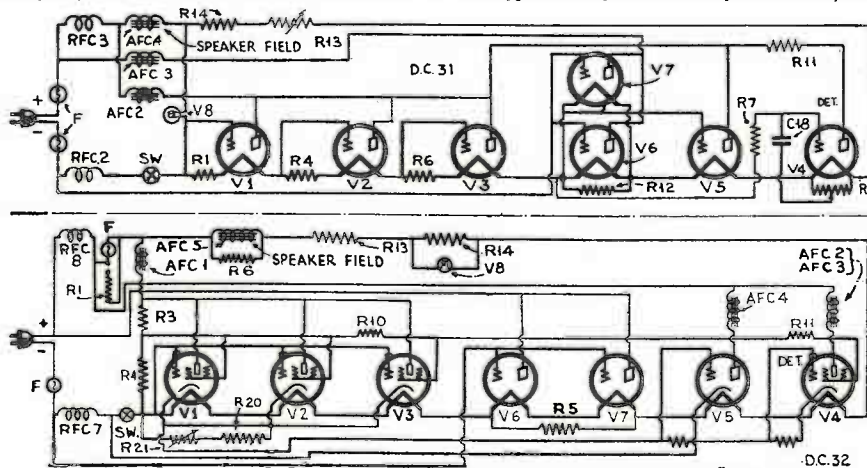 R14
RFC3
AFC4
SPEAKER FIELD
R13
AFC 3
D.C.31
V7
R11
AFC2
V8
R7
DET.
C18
+
F
-
V6
RFC.2
SW
R1
R4
R6
V1
V2
V3
R12
V5
V4
R
F
RFC
8
AFC 5
AFC1
R6
SPEAKER FIELD
R13
R14
V8
AFC 2
AFC 3
R1
AFC4
+
R3
R10
R11
-
F
R4
DET
V1
R20
V2
V3
V6
R5
V7
V5
V4
RFC7
SW.
R21
D.C.32